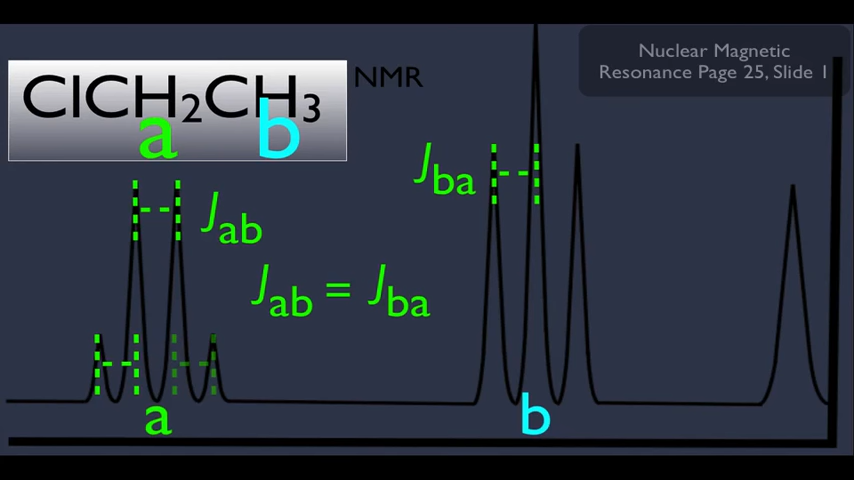 Nuclear Magnetic
Resonance Page 25, Slide 1
ClCH₂CH₃
NMR
a b
Jba
Jab
Jab = Jba
a
b